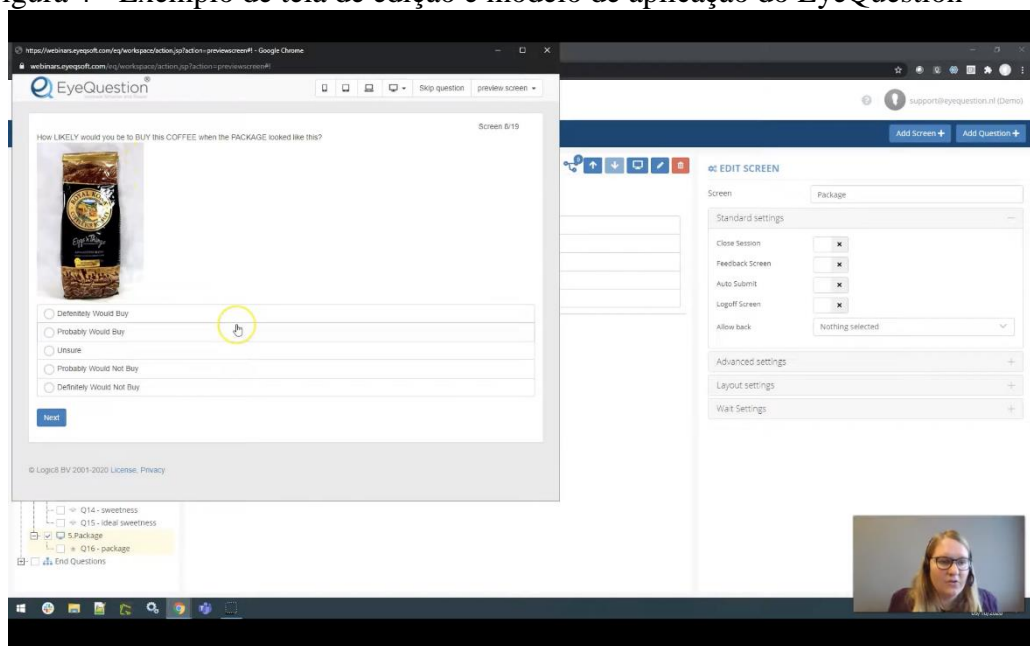 igura 4 - Exemplo de tela de edição e modelo de aplicação do EyeQuestion
https://webinars.eyeqsoft.com/eq/workspace/action.jsp?action=previewscreen#! - Google Chrome
webinars.eyeqsoft.com/eq/workspace/action.jsp?action=previewscreen#!
EyeQuestion®
Skip question
preview screen
support@eyequestion.nl (Demo)
Add Screen +
Add Question +
Screen 8/19
How LIKELY would you be to BUY this COFFEE when the PACKAGE looked like this?
ROYAL KONA
Eggs 'n Things
Defenitely Would Buy
Probably Would Buy
Unsure
Probably Would Not Buy
Definitely Would Not Buy
Next
© Logic8 BV 2001-2020 License, Privacy
EDIT SCREEN
Screen
Package
Standard settings
Close Session
Feedback Screen
Auto Submit
Logoff Screen
Allow back
Nothing selected
Advanced settings
Layout settings
Wait Settings
Q14 - sweetness
Q15 - ideal sweetness
5.Package
Q16 - package
End Questions